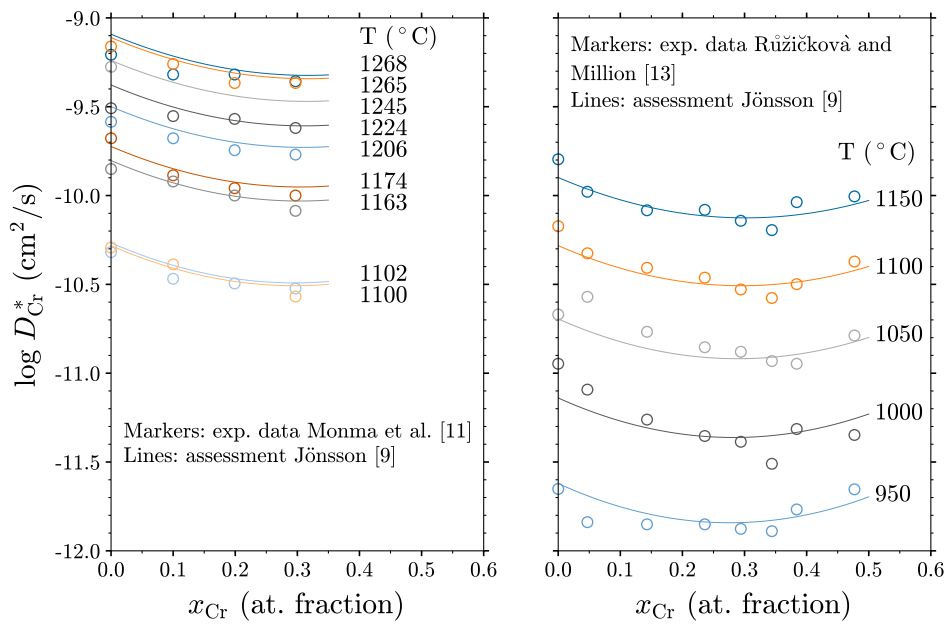 log D*Cr (cm²/s)
-9.0
-9.5
-10.0
-10.5
-11.0
-11.5
-12.0
T (°C)
1268
1265
1245
1224
1206
1174
1163
1102
1100
Markers: exp. data Monma et al. [11]
Lines: assessment Jönsson [9]
0.0 0.1 0.2 0.3 0.4 0.5 0.6
xCr (at. fraction)
Markers: exp. data Růžičkovà and
Million [13]
Lines: assessment Jönsson [9]
T (°C)
1150
1100
1050
1000
950
0.0 0.1 0.2 0.3 0.4 0.5 0.6
xCr (at. fraction)